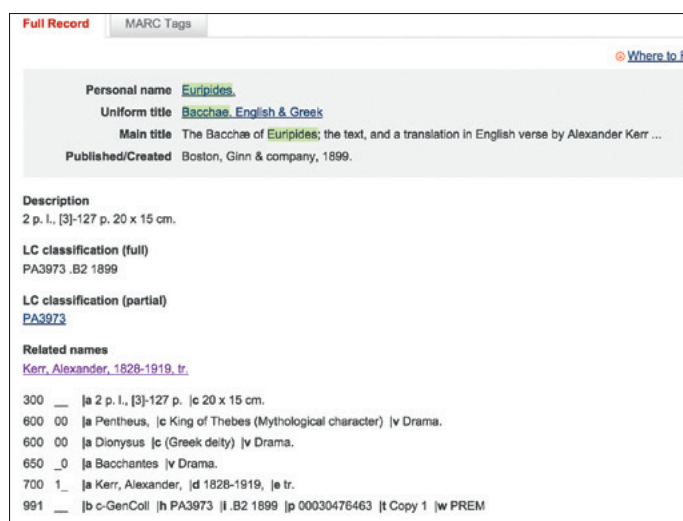 Full Record MARC Tags
Where to
Personal name Euripides.
Uniform title Bacchae. English & Greek
Main title The Bacchæ of Euripides; the text, and a translation in English verse by Alexander Kerr ...
Published/Created Boston, Ginn & company, 1899.
Description
2 p. l., [3]-127 p. 20 x 15 cm.
LC classification (full)
PA3973 .B2 1899
LC classification (partial)
PA3973
Related names
Kerr, Alexander, 1828-1919, tr.
300 __ |a 2 p. l., [3]-127 p. |c 20 x 15 cm.
600 00 |a Pentheus, |c King of Thebes (Mythological character) |v Drama.
600 00 |a Dionysus |c (Greek deity) |v Drama.
650 _0 |a Bacchantes |v Drama.
700 1_ |a Kerr, Alexander, |d 1828-1919, |e tr.
991 __ |b c-GenColl |h PA3973 |i .B2 1899 |p 00030476463 |t Copy 1 |w PREM